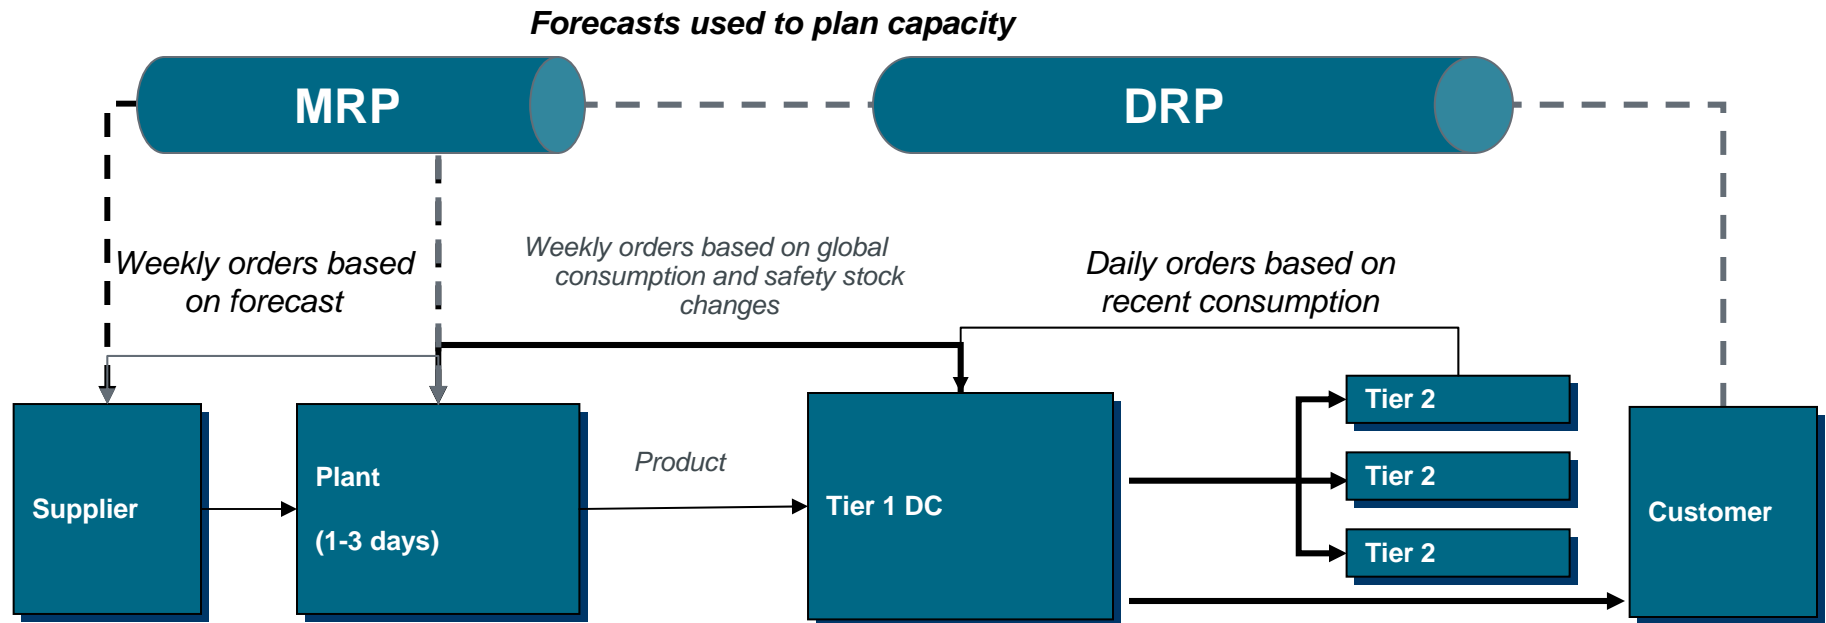 Forecasts used to plan capacity
MRP
DRP
Weekly orders based
on forecast
Weekly orders based on global
consumption and safety stock
changes
Daily orders based on
recent consumption
Supplier
Plant
(1-3 days)
Product
Tier 1 DC
Tier 2
Tier 2
Tier 2
Customer